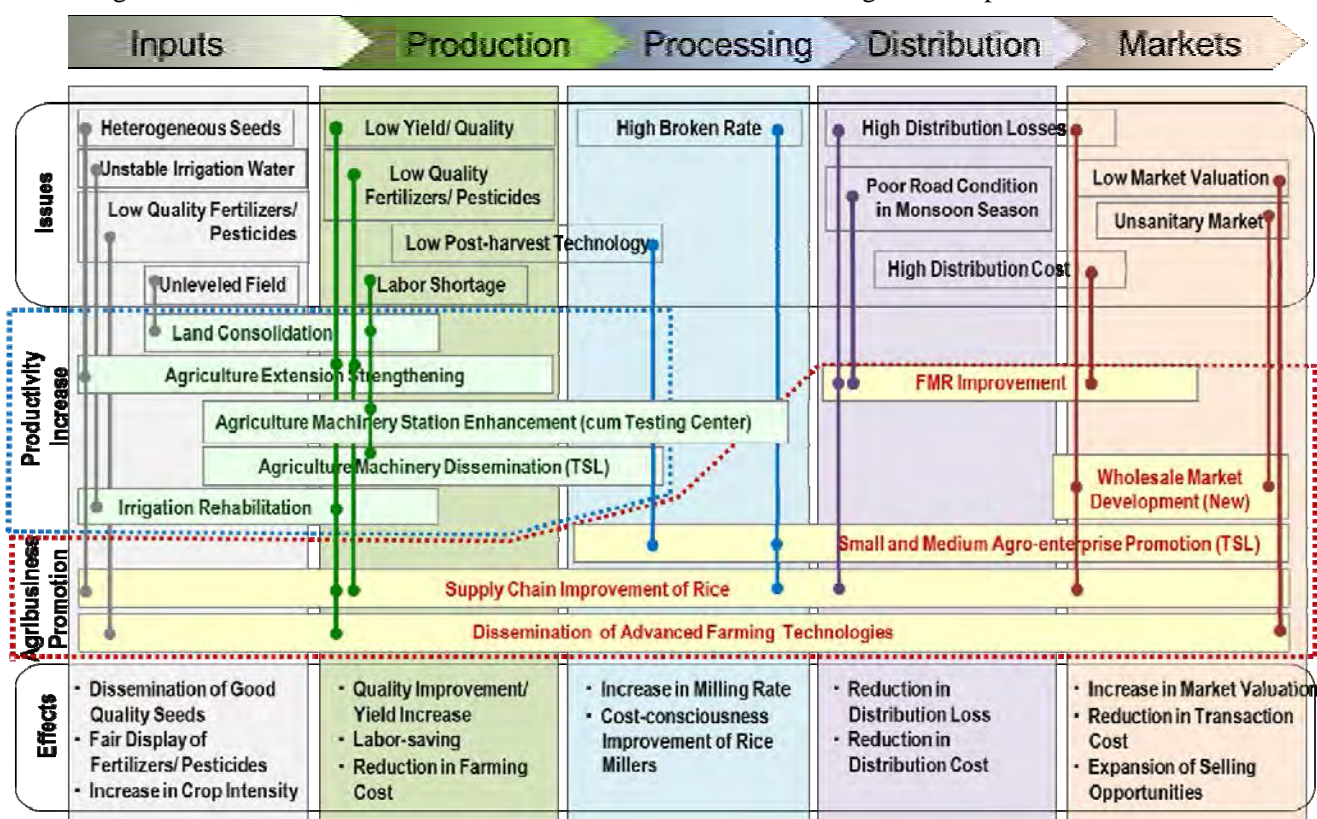 Inputs
Production
Processing
Distribution
Markets
Issues
Heterogeneous Seeds
Unstable Irrigation Water
Low Quality Fertilizers/
Pesticides
Unleveled Field
Low Yield/ Quality
Low Quality
Fertilizers/ Pesticides
Low Post-harvest Technology
Labor Shortage
High Broken Rate
High Distribution Losses
Poor Road Condition
in Monsoon Season
High Distribution Cost
Low Market Valuation
Unsanitary Market
Productivity
Increase
Land Consolidation
Agriculture Extension Strengthening
Agriculture Machinery Station Enhancement (cum Testing Center)
Agriculture Machinery Dissemination (TSL)
Irrigation Rehabilitation
FMR Improvement
Wholesale Market
Development (New)
Agribusiness
Promotion
Small and Medium Agro-enterprise Promotion (TSL)
Supply Chain Improvement of Rice
Dissemination of Advanced Farming Technologies
Effects
· Dissemination of Good
Quality Seeds
· Fair Display of
Fertilizers/ Pesticides
· Increase in Crop Intensity
· Quality Improvement/
Yield Increase
· Labor-saving
· Reduction in Farming
Cost
· Increase in Milling Rate
· Cost-consciousness
Improvement of Rice
Millers
· Reduction in
Distribution Loss
· Reduction in
Distribution Cost
· Increase in Market Valuation
· Reduction in Transaction
Cost
· Expansion of Selling
Opportunities